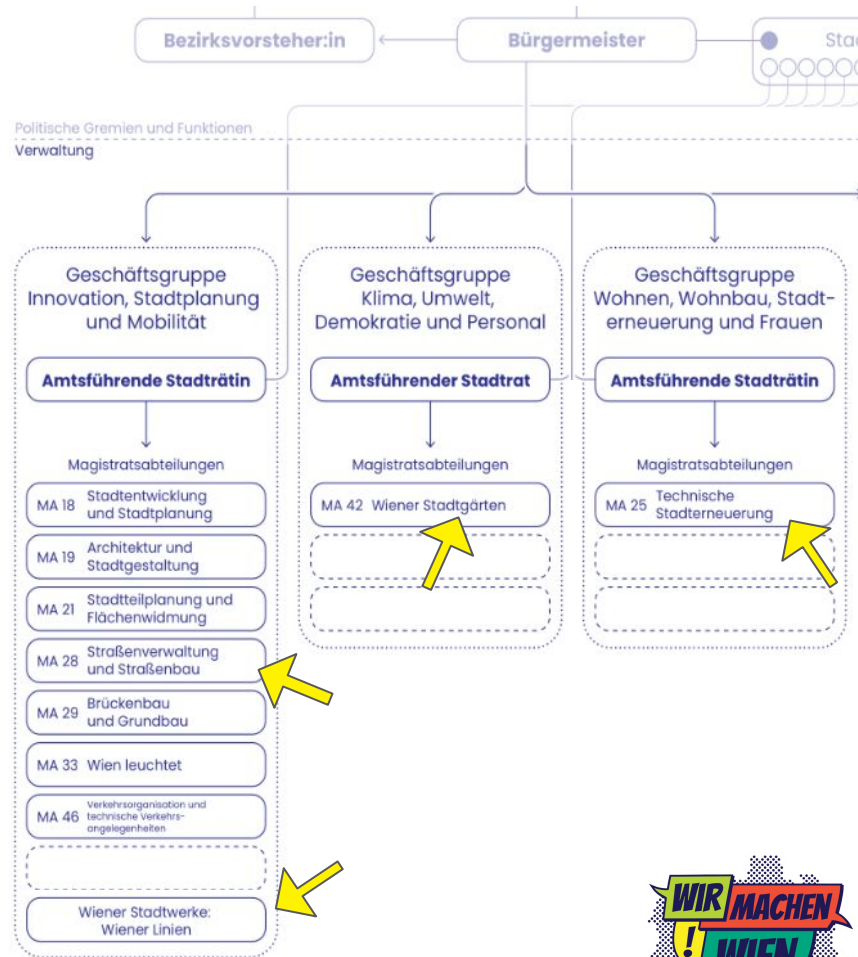 Bezirksvorsteher:in
Bürgermeister
Politische Gremien und Funktionen
Verwaltung
Geschäftsgruppe
Innovation, Stadtplanung
und Mobilität
Amtsführende Stadträtin
Magistratsabteilungen
MA 18 Stadtentwicklung
und Stadtplanung
MA 19 Architektur und
Stadtgestaltung
MA 21 Stadtteilplanung und
Flächenwidmung
MA 28 Straßenverwaltung
und Straßenbau
MA 29 Brückenbau
und Grundbau
MA 33 Wien leuchtet
MA 46 Verkehrsorganisation und
technische Verkehrs-
angelegenheiten
Wiener Stadtwerke:
Wiener Linien
Geschäftsgruppe
Klima, Umwelt,
Demokratie und Personal
Amtsführender Stadtrat
Magistratsabteilungen
MA 42 Wiener Stadtgärten
Geschäftsgruppe
Wohnen, Wohnbau, Stadt-
erneuerung und Frauen
Amtsführende Stadträtin
Magistratsabteilungen
MA 25 Technische
Stadterneuerung
WIR MACHEN
! WIEN